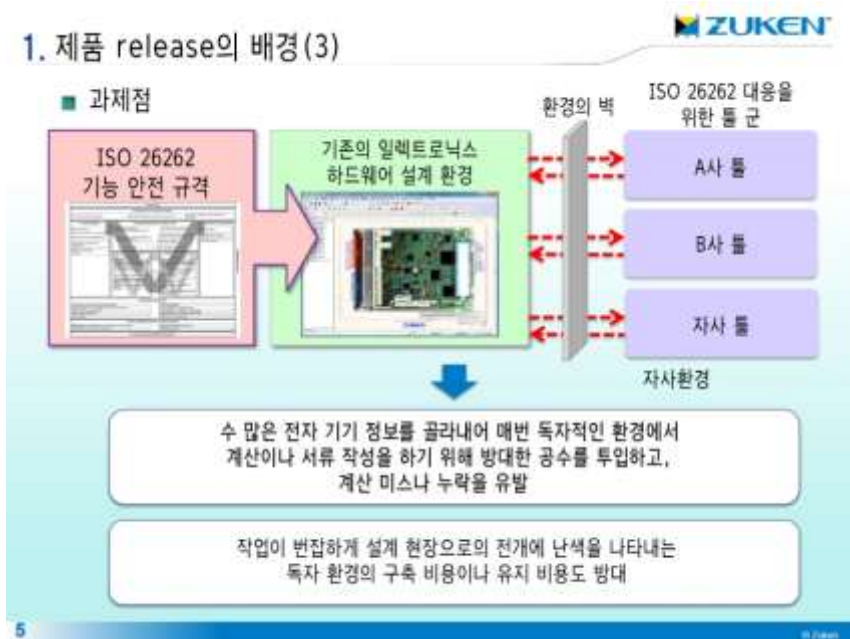 ZUKEN
1. 제품 release의 배경(3)
■ 과제점
ISO 26262
기능 안전 규격
기존의 일렉트로닉스
하드웨어 설계 환경
환경의 벽
ISO 26262 대응을
위한 툴 군
A사 툴
B사 툴
자사 툴
자사환경
수 많은 전자 기기 정보를 골라내어 매번 독자적인 환경에서
계산이나 서류 작성을 하기 위해 방대한 공수를 투입하고,
계산 미스나 누락을 유발
작업이 번잡하게 설계 현장으로의 전개에 난색을 나타내는
독자 환경의 구축 비용이나 유지 비용도 방대
5
© Zuken